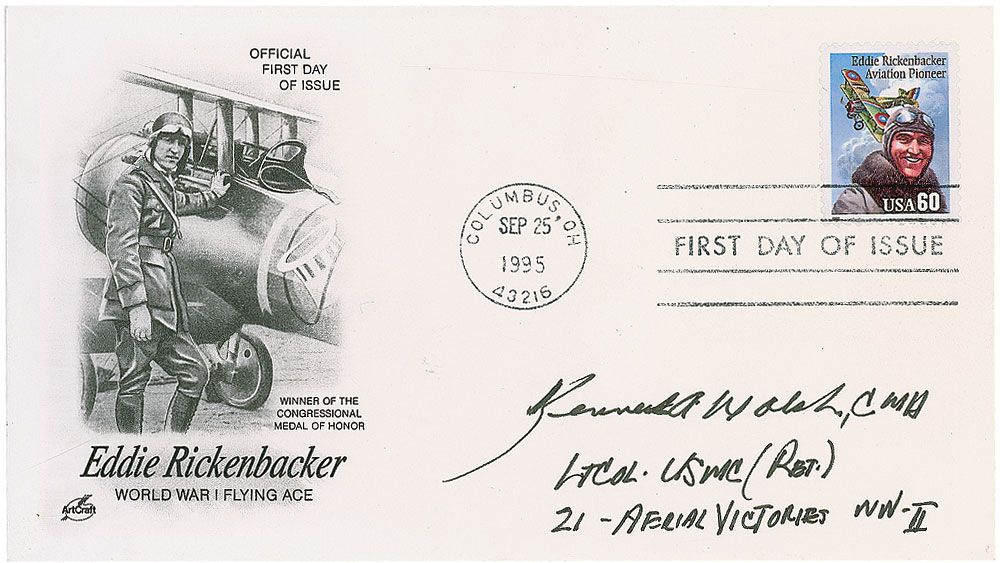 OFFICIAL
FIRST DAY
OF ISSUE
Eddie Rickenbacker
Aviation Pioneer
USA 60
COLUMBUS, OH
SEP 25
1995
43216
FIRST DAY OF ISSUE
WINNER OF THE
CONGRESSIONAL
MEDAL OF HONOR
Eddie Rickenbacker
WORLD WAR I FLYING ACE
ArtCraft
Kenneth A Walsh, CMH
LTCOL. USMC (RET.)
21 - AERIAL VICTORIES WW-II